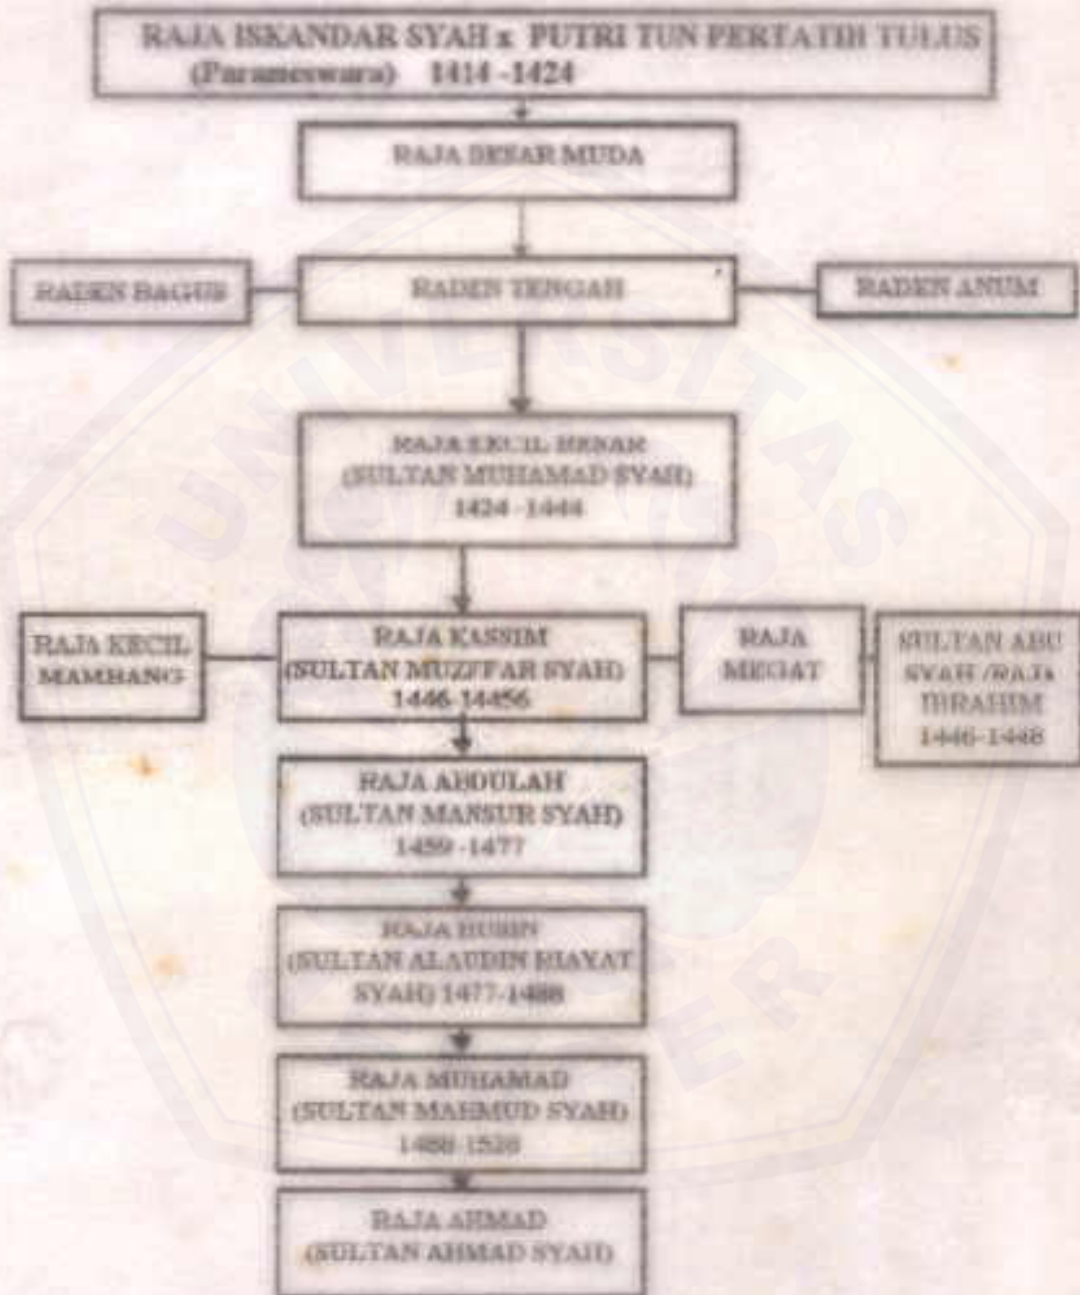 RAJA ISKANDAR SYAH x PUTRI TUN PERTATIH TULUS
(Parameswara) 1414 -1424
RAJA BESAR MUDA
RADEN BAGUS
RADEN TENGAH
RADEN ANUM
RAJA KECIL BESAR
(SULTAN MUHAMAD SYAH)
1424 -1444
RAJA KECIL
MAMBANG
RAJA KASSIM
(SULTAN MUZFFAR SYAH)
1446-14456
RAJA
MEGAT
SULTAN ABU
SYAH /RAJA
IBRAHIM
1446-1448
RAJA ABDULAH
(SULTAN MANSUR SYAH)
1459 -1477
RAJA HUSIN
(SULTAN ALAUDIN RIAYAT
SYAH) 1477-1488
RAJA MUHAMAD
(SULTAN MAHMUD SYAH)
RAJA AHMAD
(SULTAN AHMAD SYAH)
UNIVERSITAS